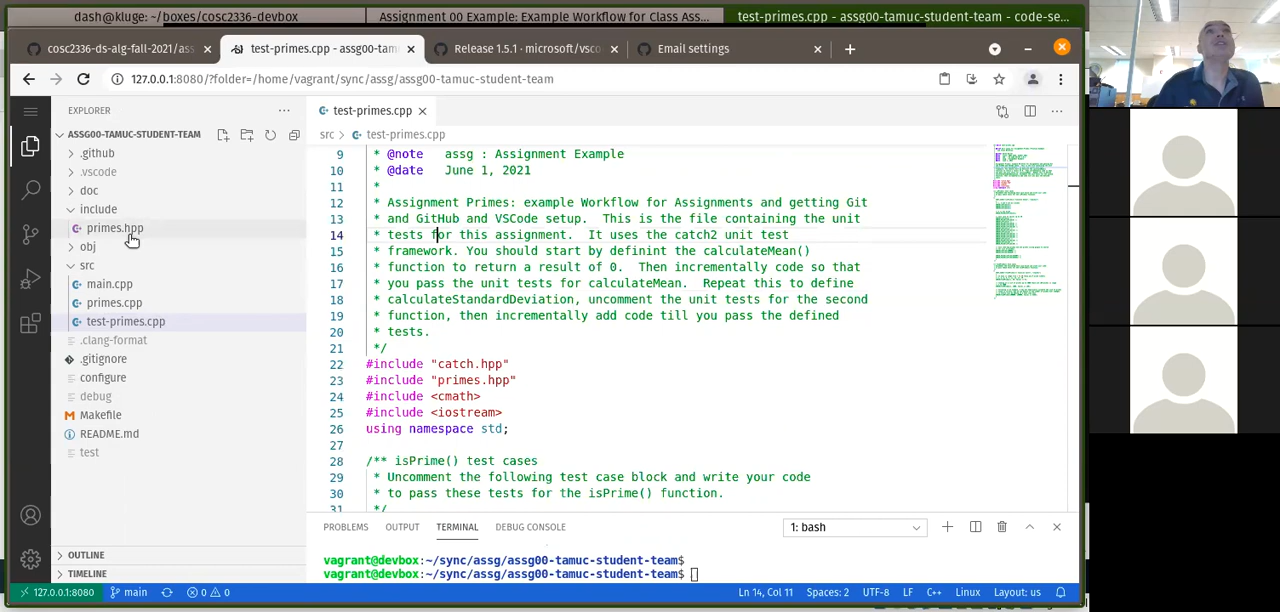 dash@kluge: ~/boxes/cosc2336-devbox
Assignment 00 Example: Example Workflow for Class Ass...
test-primes.cpp - assg00-tamuc-student-team - code-se...
cosc2336-ds-alg-fall-2021/ass
test-primes.cpp - assg00-tam
Release 1.5.1 · microsoft/vsc
Email settings
127.0.0.1:8080/?folder=/home/vagrant/sync/assg/assg00-tamuc-student-team
EXPLORER
test-primes.cpp
ASSG00-TAMUC-STUDENT-TEAM
src > test-primes.cpp
.github
.vscode
doc
include
primes.hpp
obj
src
main.cpp
primes.cpp
test-primes.cpp
.clang-format
.gitignore
configure
debug
Makefile
README.md
test
OUTLINE
TIMELINE
9 * @note   assg : Assignment Example
10 * @date   June 1, 2021
11 *
12 * Assignment Primes: example Workflow for Assignments and getting Git
13 * and GitHub and VSCode setup.  This is the file containing the unit
14 * tests for this assignment.  It uses the catch2 unit test
15 * framework. You should start by definint the calculateMean()
16 * function to return a result of 0.  Then incrementally code so that
17 * you pass the unit tests for calculateMean.  Repeat this to define
18 * calculateStandardDeviation, uncomment the unit tests for the second
19 * function, then incrementally add code till you pass the defined
20 * tests.
21 */
22 #include "catch.hpp"
23 #include "primes.hpp"
24 #include <cmath>
25 #include <iostream>
26 using namespace std;
27
28 /** isPrime() test cases
29 * Uncomment the following test case block and write your code
30 * to pass these tests for the isPrime() function.
31 */
PROBLEMS OUTPUT TERMINAL DEBUG CONSOLE 1: bash
vagrant@devbox:~/sync/assg/assg00-tamuc-student-team$
vagrant@devbox:~/sync/assg/assg00-tamuc-student-team$
127.0.0.1:8080 main 0 0 Ln 14, Col 11 Spaces: 2 UTF-8 LF C++ Linux Layout: us